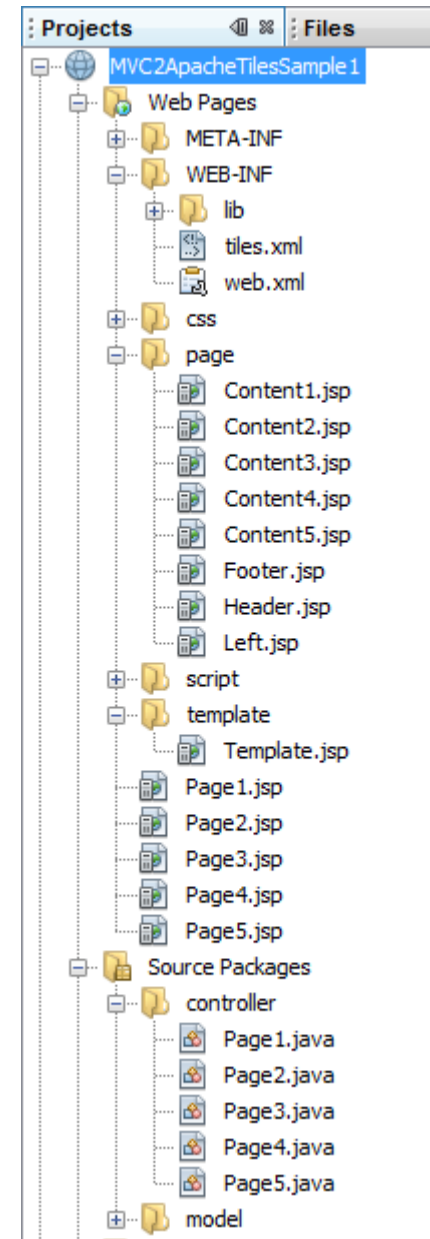 Projects Files
MVC2ApacheTilesSample1
Web Pages
META-INF
WEB-INF
lib
tiles.xml
web.xml
css
page
Content1.jsp
Content2.jsp
Content3.jsp
Content4.jsp
Content5.jsp
Footer.jsp
Header.jsp
Left.jsp
script
template
Template.jsp
Page1.jsp
Page2.jsp
Page3.jsp
Page4.jsp
Page5.jsp
Source Packages
controller
Page1.java
Page2.java
Page3.java
Page4.java
Page5.java
model